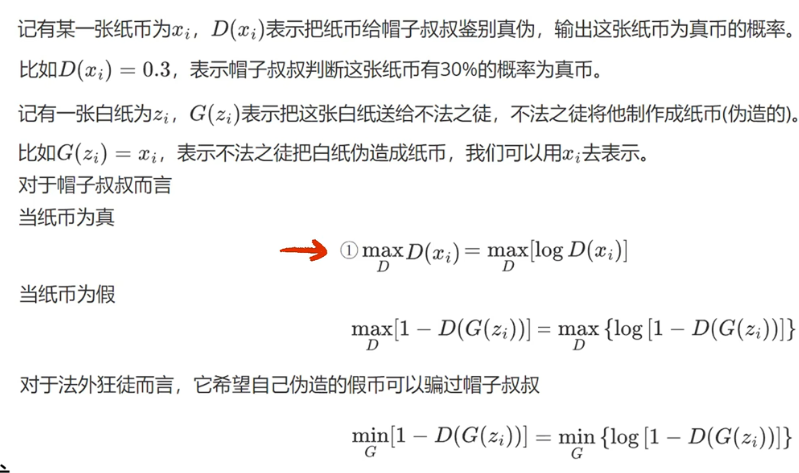 记有某一张纸币为$x_i$，$D(x_i)$表示把纸币给帽子叔叔鉴别真伪，输出这张纸币为真币的概率。
比如$D(x_i) = 0.3$，表示帽子叔叔判断这张纸币有30%的概率为真币。
记有一张白纸为$z_i$，$G(z_i)$表示把这张白纸送给不法之徒，不法之徒将他制作成纸币(伪造的)。
比如$G(z_i) = x_i$，表示不法之徒把白纸伪造成纸币，我们可以用$x_i$去表示。
对于帽子叔叔而言
当纸币为真
① $\max_D D(x_i) = \max_D [\log D(x_i)]$
当纸币为假
$\max_D [1 - D(G(z_i))] = \max_D \{\log [1 - D(G(z_i))]\}$
对于法外狂徒而言，它希望自己伪造的假币可以骗过帽子叔叔
$\min_G [1 - D(G(z_i))] = \min_G \{\log [1 - D(G(z_i))]\}$